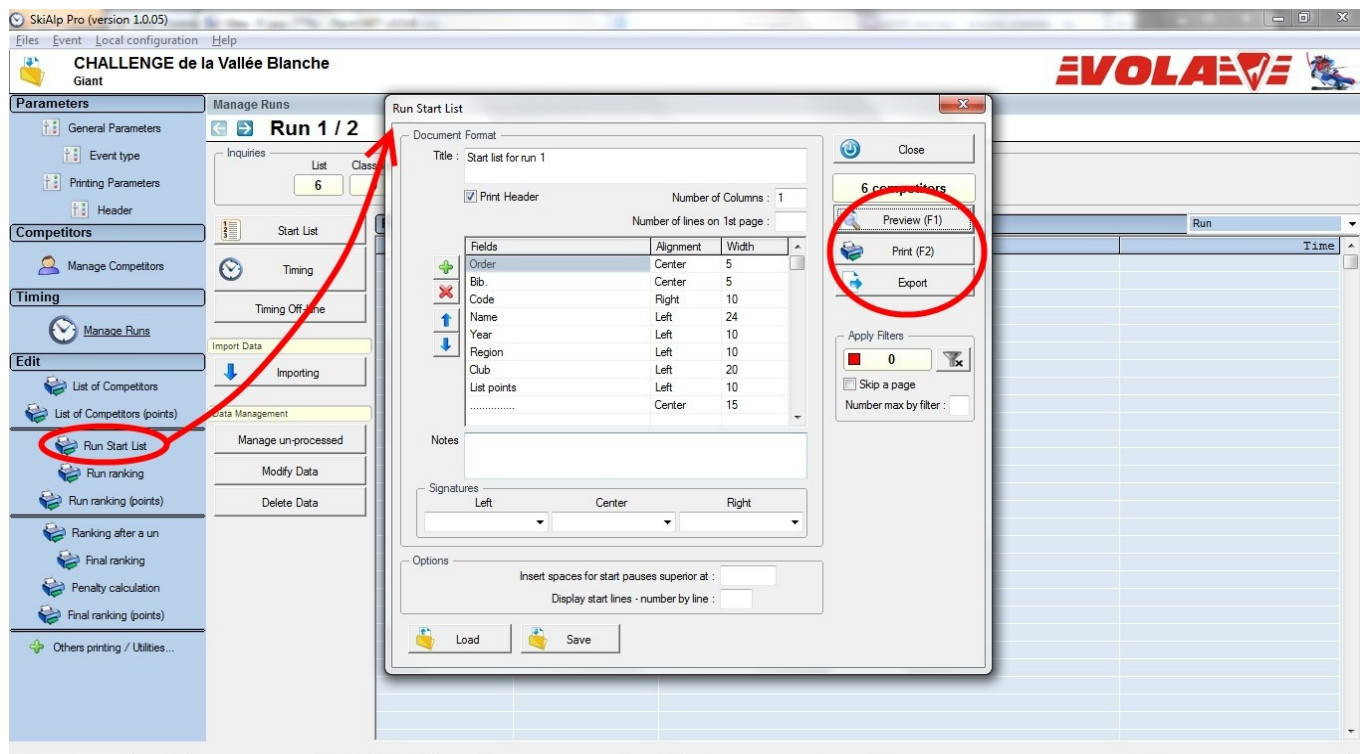 SkiAlp Pro (version 1.0.05)
Files Event Local configuration Help
CHALLENGE de la Vallée Blanche
Giant
VOLA
Parameters
General Parameters
Event type
Printing Parameters
Header
Competitors
Manage Competitors
Timing
Manage Runs
Edit
List of Competitors
List of Competitors (points)
Run Start List
Run ranking
Run ranking (points)
Ranking after a un
Final ranking
Penalty calculation
Final ranking (points)
Others printing / Utilities...
Manage Runs
Run 1 / 2
Inquiries
List
6
Start List
Timing
Timing Off-Line
Import Data
Importing
Data Management
Manage un-processed
Modify Data
Delete Data
Run Start List
Document Format
Title : Start list for run 1
Print Header Number of Columns : 1
Number of lines on 1st page :
Fields Alignment Width
Order Center 5
Bib. Center 5
Code Right 10
Name Left 24
Year Left 10
Region Left 10
Club Left 20
List points Left 10
............... Center 15
Notes
Signatures
Left Center Right
Options
Insert spaces for start pauses superior at :
Display start lines - number by line :
Load Save
Close
6 competitors
Preview (F1)
Print (F2)
Export
Apply Filters
0
Skip a page
Number max by filter :
Run
Time